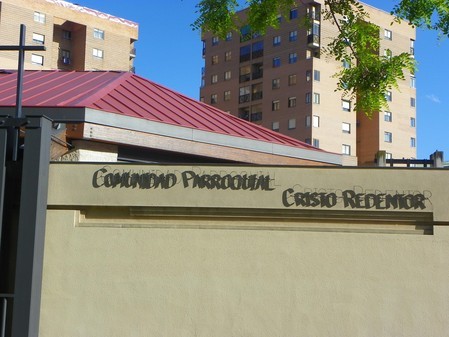 COMUNIDAD PARROQUIAL
CRISTO REDENTOR